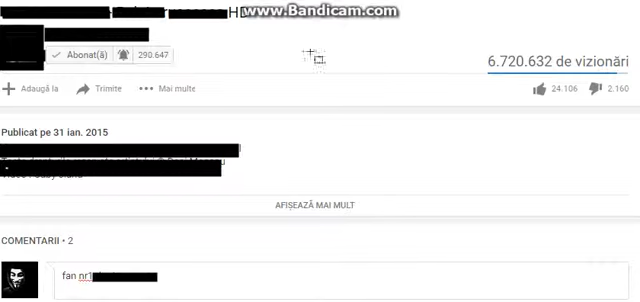 HD
www.Bandicam.com
Abonat(ă) 290.647
6.720.632 de vizionări
Adaugă la Trimite Mai multe 24.106 2.160
Publicat pe 31 ian. 2015
AFIȘEAZĂ MAI MULT
COMENTARII • 2
fan nr1